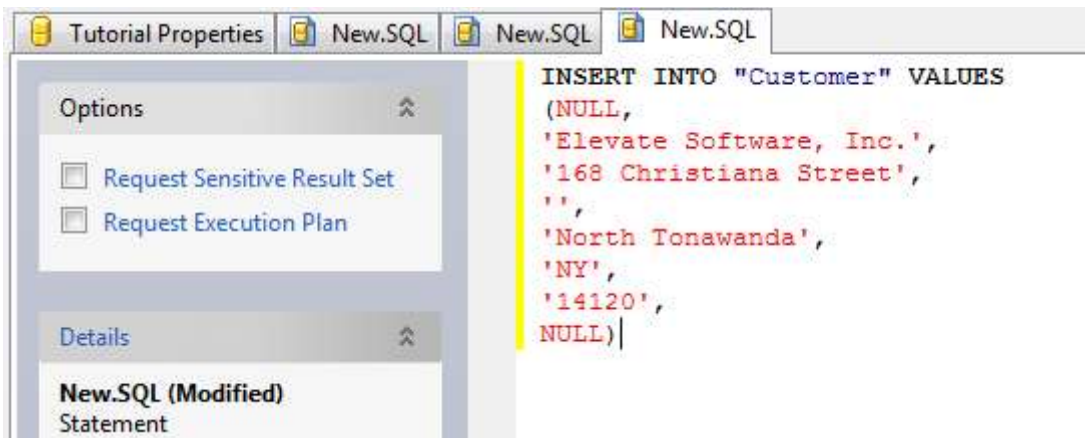 Tutorial Properties New.SQL New.SQL New.SQL
Options
Request Sensitive Result Set
Request Execution Plan
Details
New.SQL (Modified)
Statement
INSERT INTO "Customer" VALUES
(NULL,
'Elevate Software, Inc.',
'168 Christiana Street',
'',
'North Tonawanda',
'NY',
'14120',
NULL)